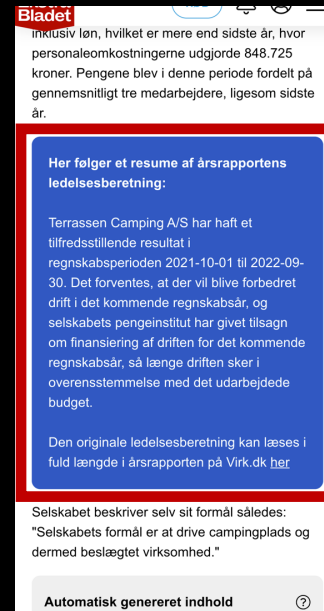 Bladet
inklusiv løn, hvilket er mere end sidste år, hvor
personaleomkostningerne udgjorde 848.725
kroner. Pengene blev i denne periode fordelt på
gennemsnitligt tre medarbejdere, ligesom sidste
år.
Her følger et resume af årsrapportens
ledelsesberetning:
Terrassen Camping A/S har haft et
tilfredsstillende resultat i
regnskabsperioden 2021-10-01 til 2022-09-
30. Det forventes, at der vil blive forbedret
drift i det kommende regnskabsår, og
selskabets pengeinstitut har givet tilsagn
om finansiering af driften for det kommende
regnskabsår, så længe driften sker i
overensstemmelse med det udarbejdede
budget.
Den originale ledelsesberetning kan læses i
fuld længde i årsrapporten på Virk.dk her
Selskabet beskriver selv sit formål således:
"Selskabets formål er at drive campingplads og
dermed beslægtet virksomhed."
Automatisk genereret indhold